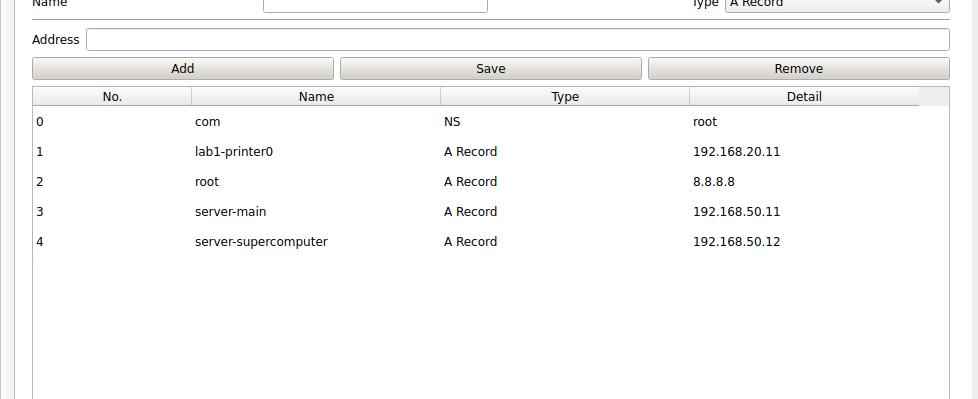 Name Type A Record
Address
Add Save Remove
No. Name Type Detail
0 com NS root
1 lab1-printer0 A Record 192.168.20.11
2 root A Record 8.8.8.8
3 server-main A Record 192.168.50.11
4 server-supercomputer A Record 192.168.50.12